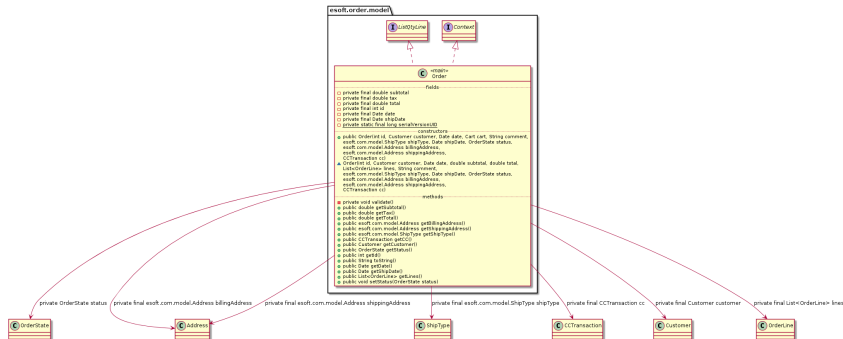 esoft.order.model
ListQtyLine
Context
«main»
Order
fields
private final double subtotal
private final double tax
private final double total
private final int id
private final Date date
private final Date shipDate
private static final long serialVersionUID
constructors
public Order(int id, Customer customer, Date date, Cart cart, String comment,
esoft.com.model.ShipType shipType, Date shipDate, OrderState status,
esoft.com.model.Address billingAddress,
esoft.com.model.Address shippingAddress,
CCTransaction cc)
Order(int id, Customer customer, Date date, double subtotal, double total,
List<OrderLine> lines, String comment,
esoft.com.model.ShipType shipType, Date shipDate, OrderState status,
esoft.com.model.Address billingAddress,
esoft.com.model.Address shippingAddress,
CCTransaction cc)
methods
private void validate()
public double getSubtotal()
public double getTax()
public double getTotal()
public esoft.com.model.Address getBillingAddress()
public esoft.com.model.Address getShippingAddress()
public esoft.com.model.ShipType getShipType()
public CCTransaction getCC()
public Customer getCustomer()
public OrderState getStatus()
public int getId()
public String toString()
public Date getDate()
public Date getShipDate()
public List<OrderLine> getLines()
public void setStatus(OrderState status)
private OrderState status
private final esoft.com.model.Address billingAddress
private final esoft.com.model.Address shippingAddress
private final esoft.com.model.ShipType shipType
private final CCTransaction cc
private final Customer customer
private final List<OrderLine> lines
OrderState
Address
ShipType
CCTransaction
Customer
OrderLine